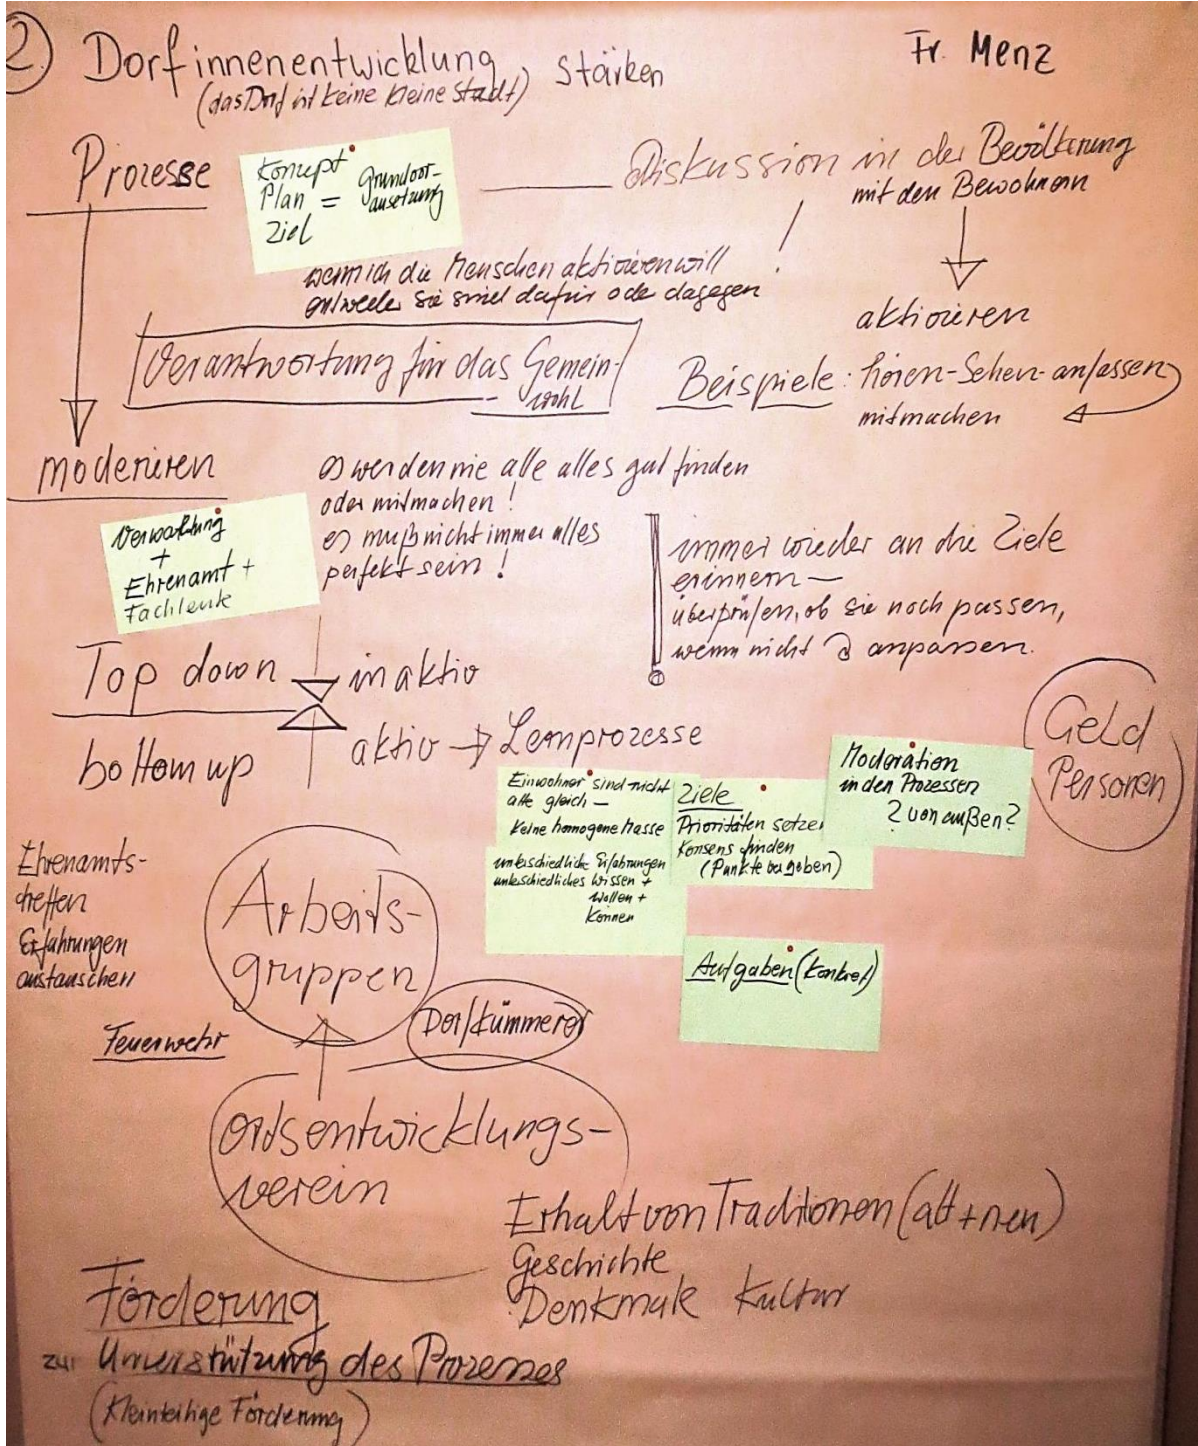 2) Dorfinnenentwicklung, Stärken
Fr. Menz
(das Dorf ist keine kleine Stadt)
Prozesse
Konzept
Plan = Grundvor-
ausetzung
Ziel
Diskussion in der Bevölkerung
mit den Bewohnern
!
wenn ich die Menschen aktivieren will
entweder sie sind dafür oder dagegen
aktivieren
Verantwortung für das Gemein-
wohl
Beispiele: hören-Sehen-anfassen
mitmachen
moderieren
es werden nie alle alles gut finden
oder mitmachen!
es muß nicht immer alles
perfekt sein!
Verwaltung
+
Ehrenamt +
Fachleute
immer wieder an die Ziele
erinnern —
überprüfen, ob sie noch passen,
wenn nicht → anpassen.
Top down
inaktiv
bottom up
aktiv → Lernprozesse
Geld
Personen
Einwohner sind nicht
alle gleich —
Keine homogene Masse
unterschiedliche Erfahrungen
unterschiedliches Wissen +
Wollen +
Können
Ziele
Prioritäten setzen
Konsens finden
(Punkte vergeben)
Moderation
in den Prozessen
? von außen?
Aufgaben (konkret)
Ehrenamts-
treffen
Erfahrungen
austauschen
Arbeits-
gruppen
Dorfkümmerer
Feuerwehr
Ortsentwicklungs-
verein
Erhalt von Traditionen (alt + neu)
Geschichte
Denkmale Kultur
Förderung
zur Unterstützung des Prozesses
(Kleinteilige Förderung)